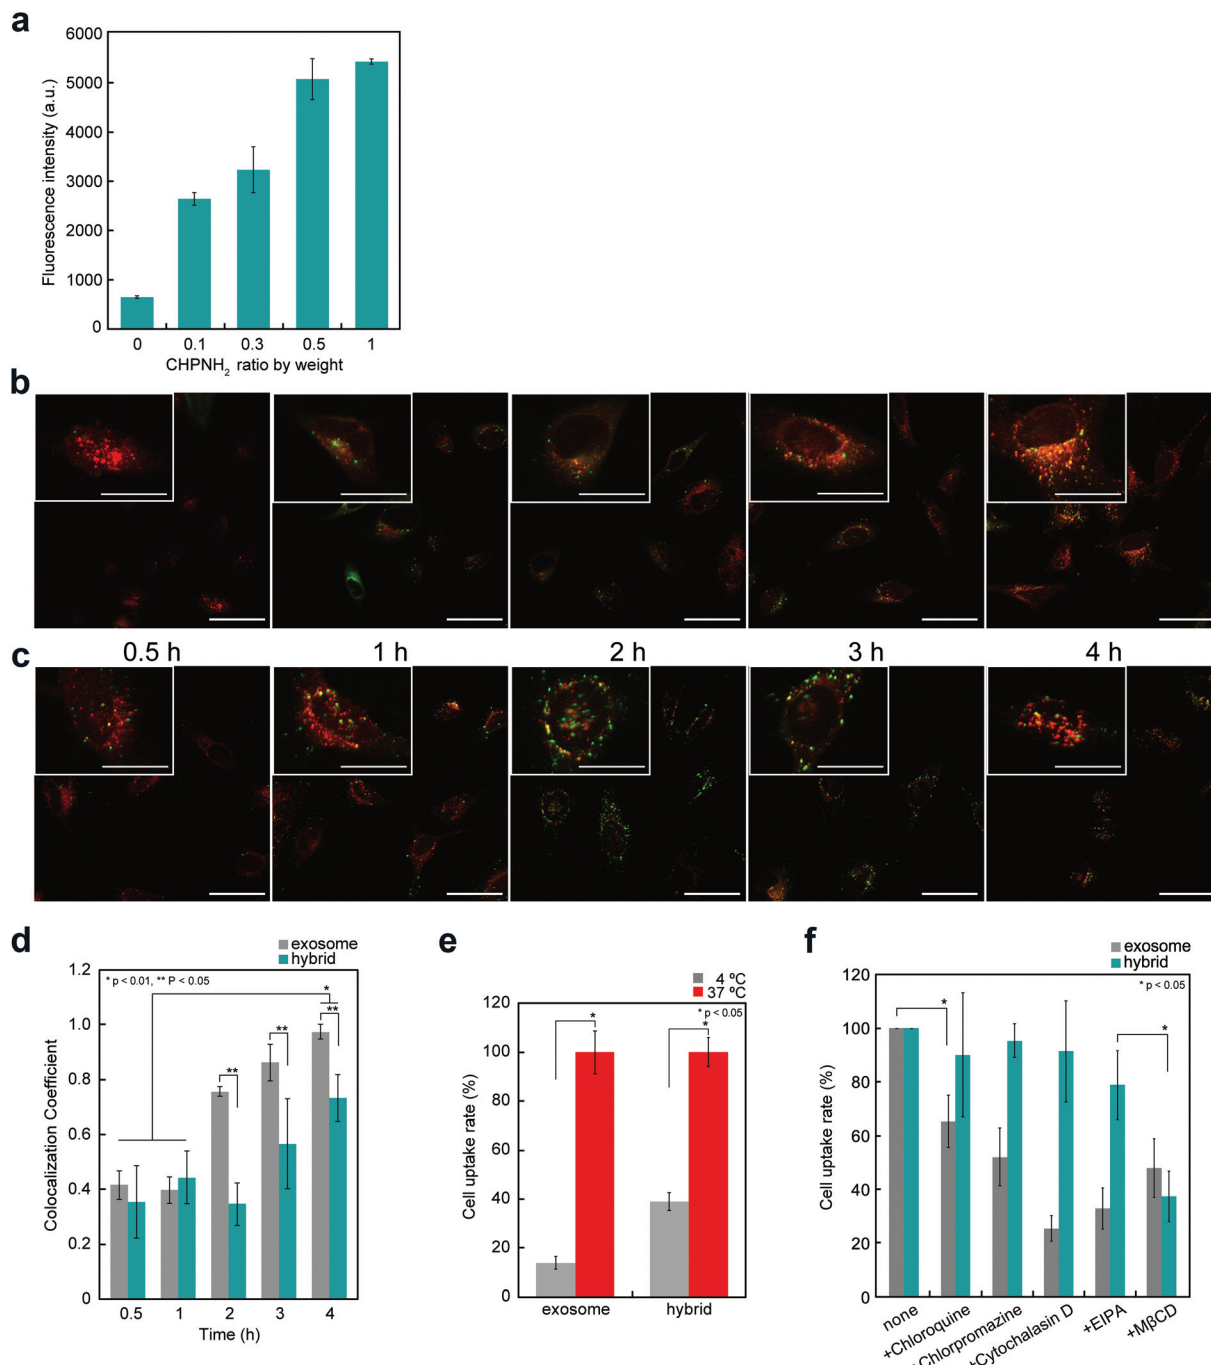 a
6000
5000
4000
3000
2000
1000
0
Fluorescence intensity (a.u.)
0 0.1 0.3 0.5 1
CHPNH₂ ratio by weight
b
c
0.5 h 1 h 2 h 3 h 4 h
d
exosome
hybrid
* p < 0.01, ** P < 0.05
1.2
1.0
0.8
0.6
0.4
0.2
0
Colocalization Coefficient
*
**
**
**
0.5 1 2 3 4
Time (h)
e
4 ºC
37 ºC
* p < 0.05
120
100
80
60
40
20
0
Cell uptake rate (%)
*
*
exosome hybrid
f
exosome
hybrid
* p < 0.05
120
100
80
60
40
20
0
Cell uptake rate (%)
*
*
none
+Chloroquine
+Chlorpromazine
+Cytochalasin D
+EIPA
+MβCD